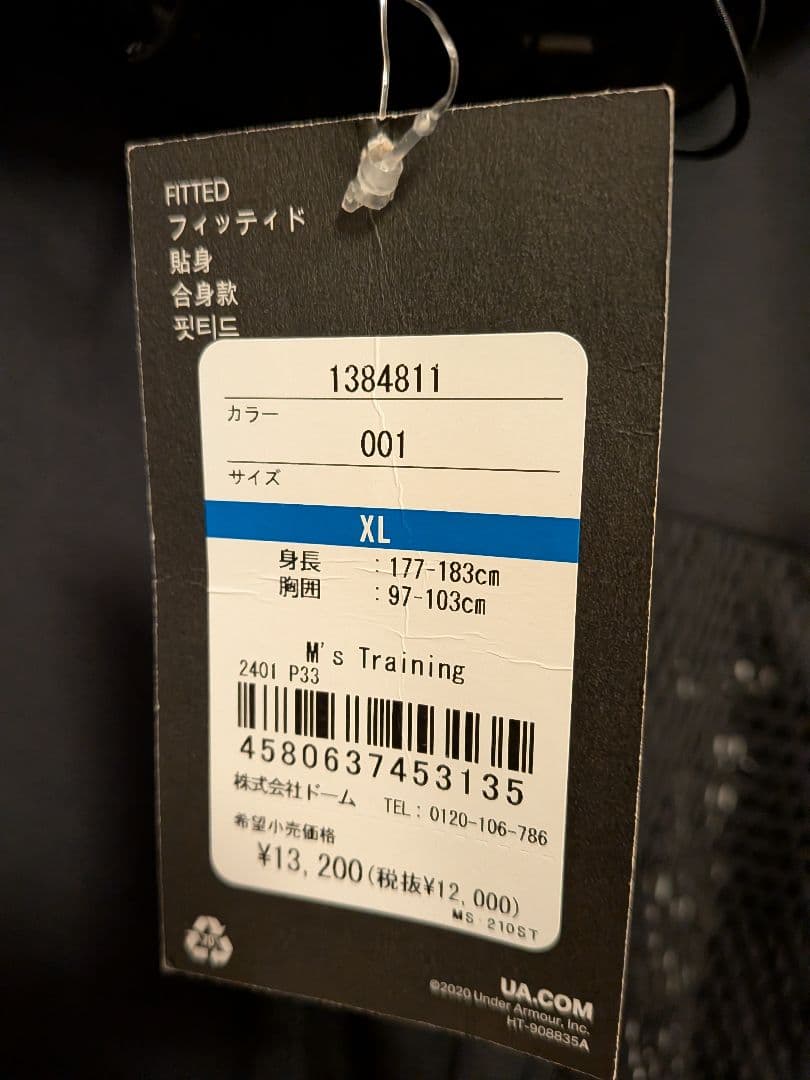 FITTED
フィッティド
貼身
合身款
핏티드
1384811
カラー
001
サイズ
XL
身長 : 177-183cm
胸囲 : 97-103cm
M's Training
2401 P33
4580637453135
株式会社ドーム TEL: 0120-106-786
希望小売価格
¥13,200(税抜¥12,000)
MS-210ST
UA.COM
©2020 Under Armour, Inc.
HT-908835A